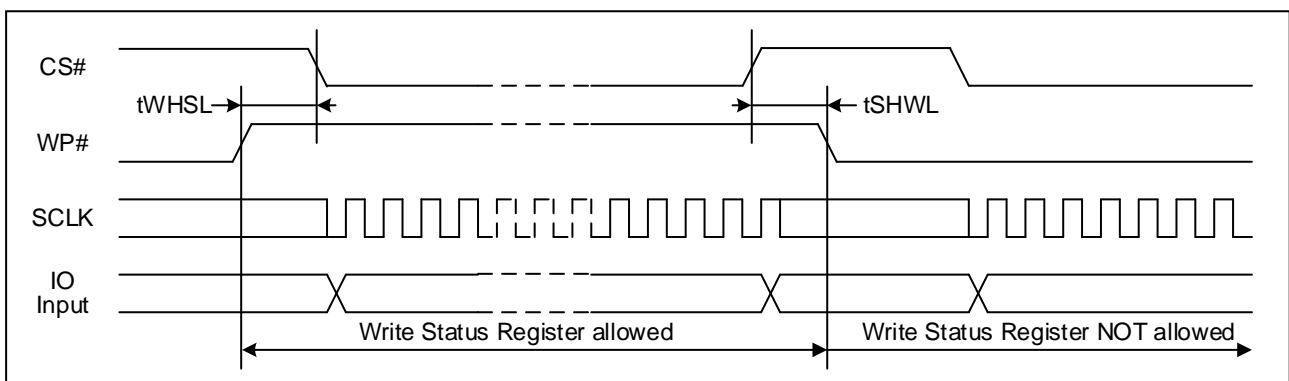 CS#
tWHSL
tSHWL
WP#
SCLK
IO
Input
Write Status Register allowed
Write Status Register NOT allowed